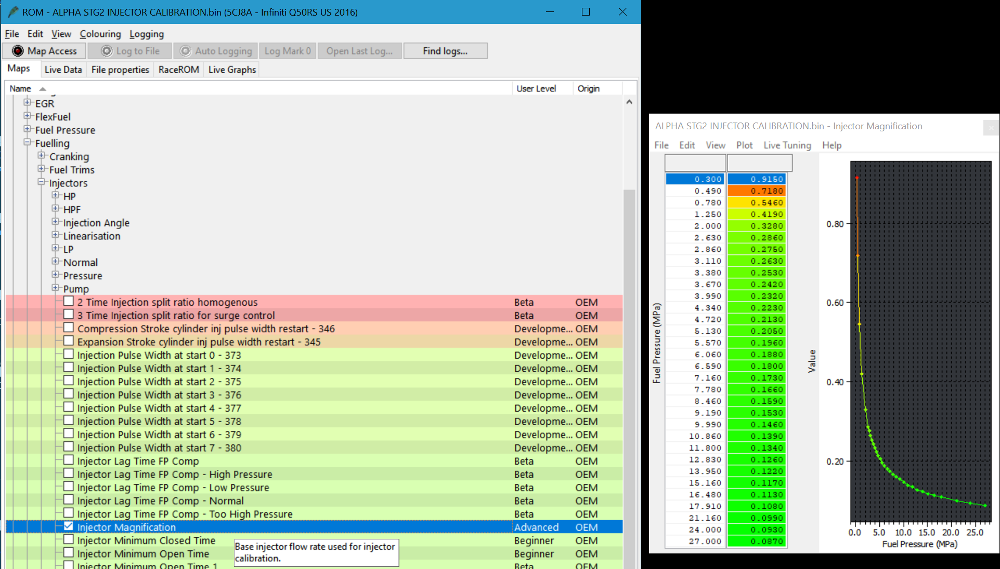 ROM - ALPHA STG2 INJECTOR CALIBRATION.bin (5CJ8A - Infiniti Q50RS US 2016)
File Edit View Colouring Logging
Map Access Log to File Auto Logging Log Mark 0 Open Last Log... Find logs...
Maps Live Data File properties RaceROM Live Graphs
Name User Level Origin
EGR
FlexFuel
Fuel Pressure
Fuelling
Cranking
Fuel Trims
Injectors
HP
HPF
Injection Angle
Linearisation
LP
Normal
Pressure
Pump
2 Time Injection split ratio homogenous Beta OEM
3 Time Injection split ratio for surge control Beta OEM
Compression Stroke cylinder inj pulse width restart - 346 Developme... OEM
Expansion Stroke cylinder inj pulse width restart - 345 Developme... OEM
Injection Pulse Width at start 0 - 373 Developme... OEM
Injection Pulse Width at start 1 - 374 Developme... OEM
Injection Pulse Width at start 2 - 375 Developme... OEM
Injection Pulse Width at start 3 - 376 Developme... OEM
Injection Pulse Width at start 4 - 377 Developme... OEM
Injection Pulse Width at start 5 - 378 Developme... OEM
Injection Pulse Width at start 6 - 379 Developme... OEM
Injection Pulse Width at start 7 - 380 Developme... OEM
Injector Lag Time FP Comp Beta OEM
Injector Lag Time FP Comp - High Pressure Beta OEM
Injector Lag Time FP Comp - Low Pressure Beta OEM
Injector Lag Time FP Comp - Normal Beta OEM
Injector Lag Time FP Comp - Too High Pressure Beta OEM
Injector Magnification Advanced OEM
Injector Minimum Closed Time Beginner OEM
Injector Minimum Open Time Beginner OEM
Injector Minimum Open Time 1 Beta OEM
Base injector flow rate used for injector
calibration.
ALPHA STG2 INJECTOR CALIBRATION.bin - Injector Magnification
File Edit View Plot Live Tuning Help
Fuel Pressure (MPa)
0.300 0.9150
0.490 0.7180
0.780 0.5460
1.250 0.4190
2.000 0.3280
2.630 0.2860
2.860 0.2750
3.110 0.2630
3.380 0.2530
3.670 0.2420
3.990 0.2320
4.340 0.2230
4.720 0.2130
5.130 0.2050
5.570 0.1960
6.060 0.1880
6.590 0.1800
7.160 0.1730
7.780 0.1660
8.460 0.1590
9.190 0.1530
9.990 0.1460
10.860 0.1390
11.800 0.1340
12.830 0.1260
13.950 0.1220
15.160 0.1170
16.480 0.1130
17.910 0.1080
21.160 0.0990
24.000 0.0930
27.000 0.0870
Value
0.80
0.60
0.40
0.20
0.0 5.0 10.0 15.0 20.0 25.0
Fuel Pressure (MPa)